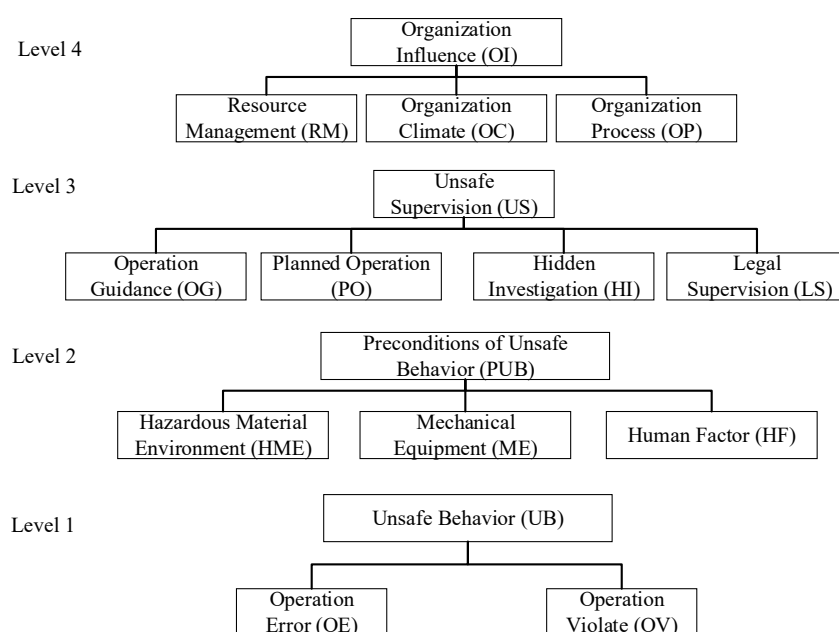 Level 4
Organization
Influence (OI)
Resource
Management (RM)
Organization
Climate (OC)
Organization
Process (OP)
Level 3
Unsafe
Supervision (US)
Operation
Guidance (OG)
Planned Operation
(PO)
Hidden
Investigation (HI)
Legal
Supervision (LS)
Level 2
Preconditions of Unsafe
Behavior (PUB)
Hazardous Material
Environment (HME)
Mechanical
Equipment (ME)
Human Factor (HF)
Level 1
Unsafe Behavior (UB)
Operation
Error (OE)
Operation
Violate (OV)